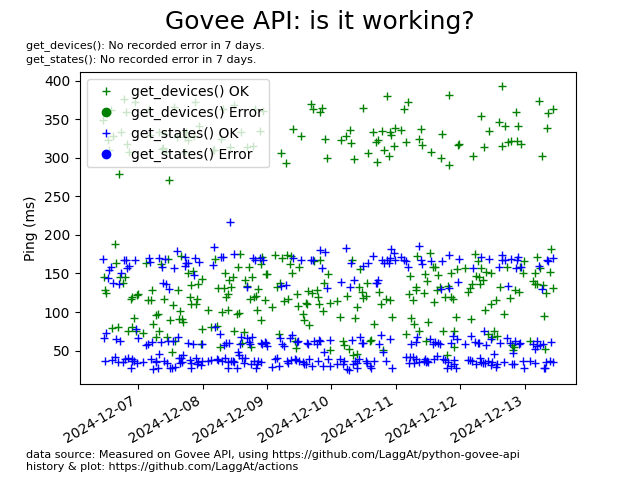 Govee API: is it working?
get_devices(): No recorded error in 7 days.
get_states(): No recorded error in 7 days.
get_devices() OK
get_devices() Error
get_states() OK
get_states() Error
Ping (ms)
400
350
300
250
200
150
100
50
2024-12-07
2024-12-08
2024-12-09
2024-12-10
2024-12-11
2024-12-12
2024-12-13
data source: Measured on Govee API, using https://github.com/LaggAt/python-govee-api
history & plot: https://github.com/LaggAt/actions